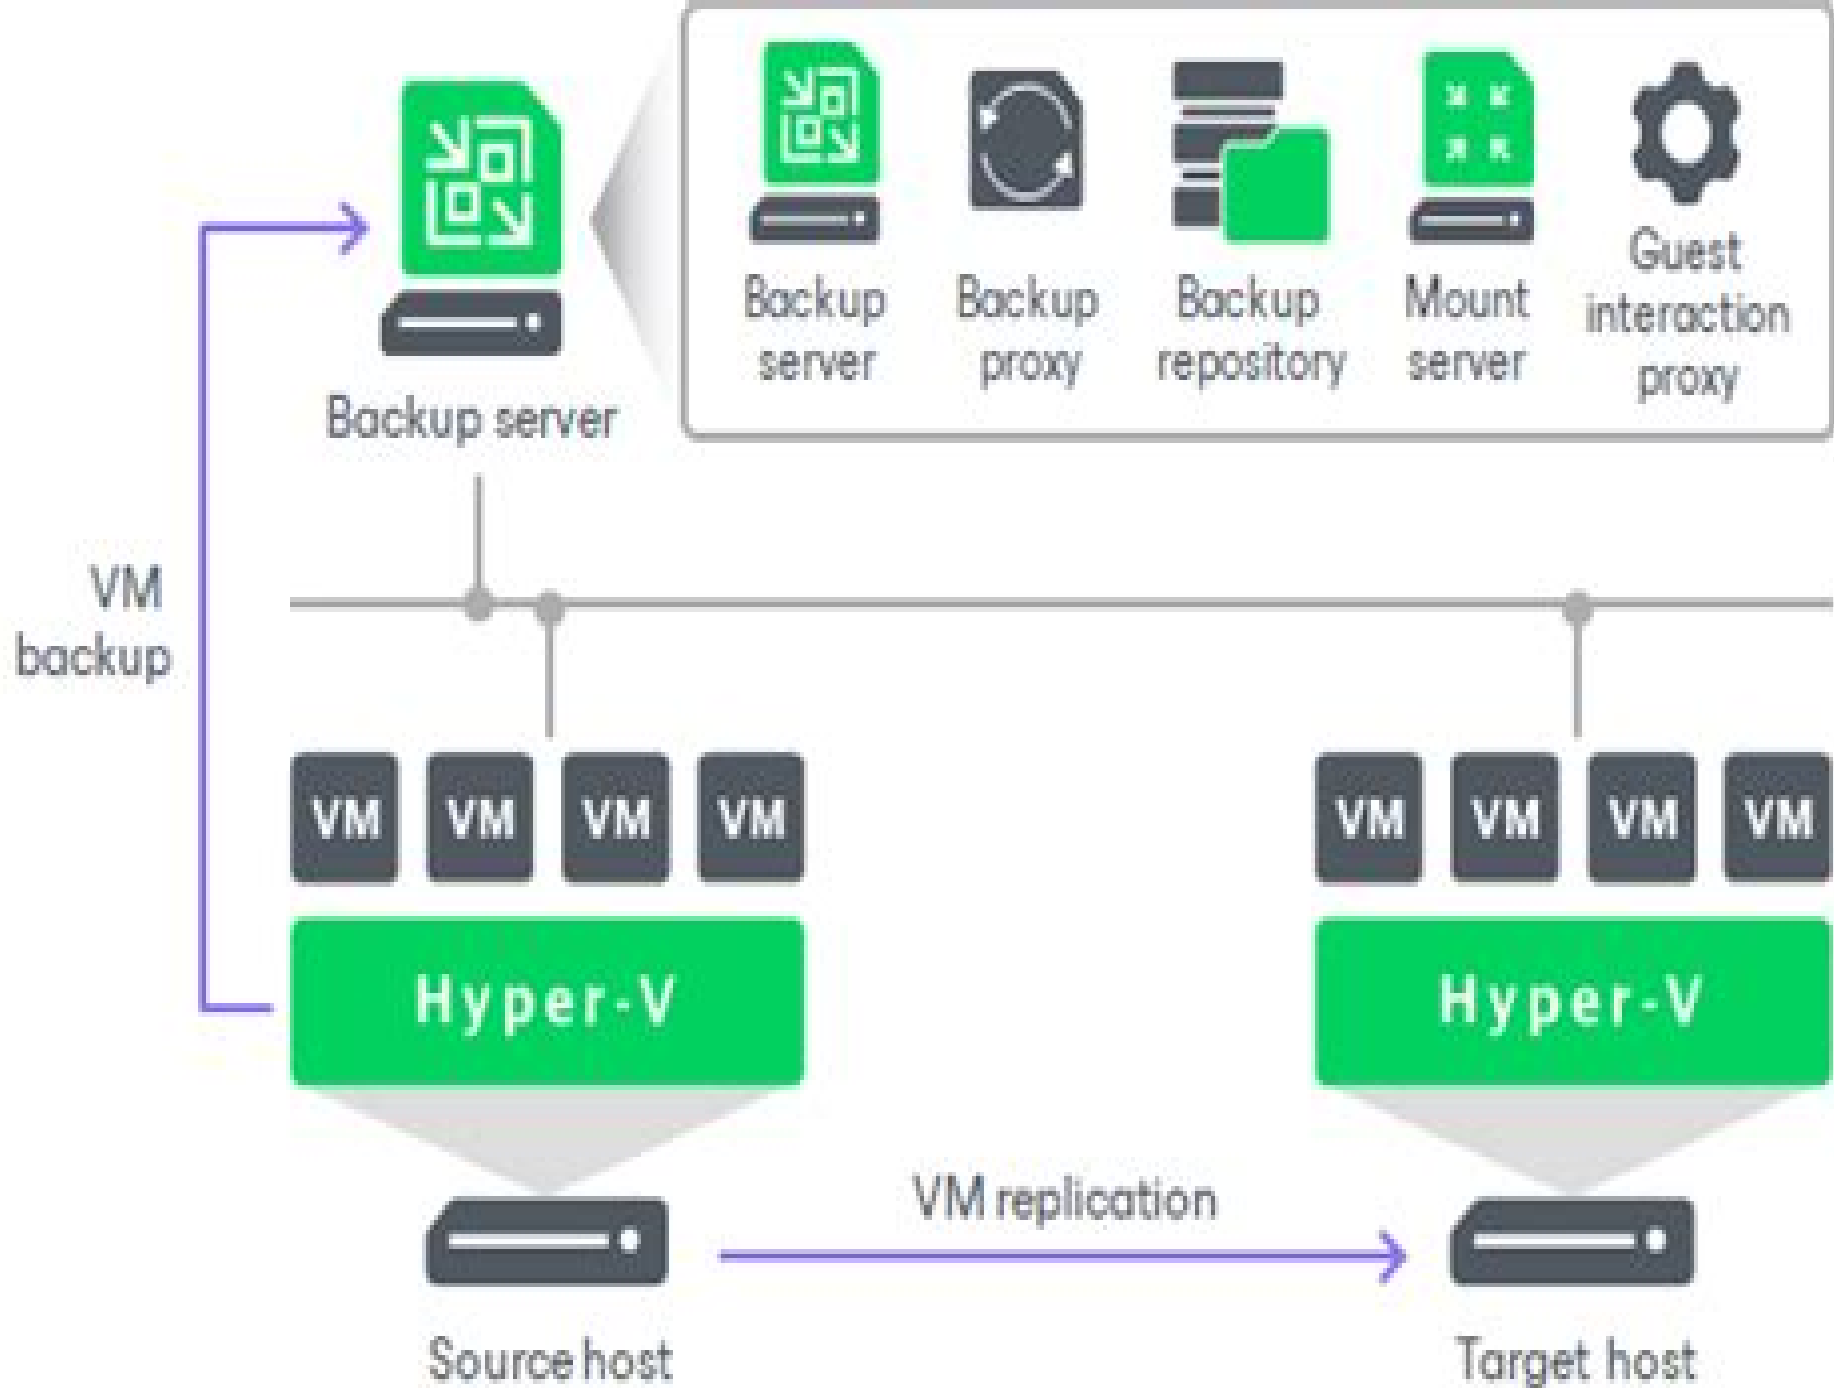 Backup
server
Backup
proxy
Backup
repository
Mount
server
Guest
interaction
proxy
Backup server
VM
backup
VM
VM
VM
VM
VM
VM
VM
VM
Hyper-V
Hyper-V
VM replication
Source host
Target host